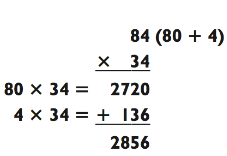 84 (80 + 4)
× 34
80 × 34 = 2720
4 × 34 = + 136
2856